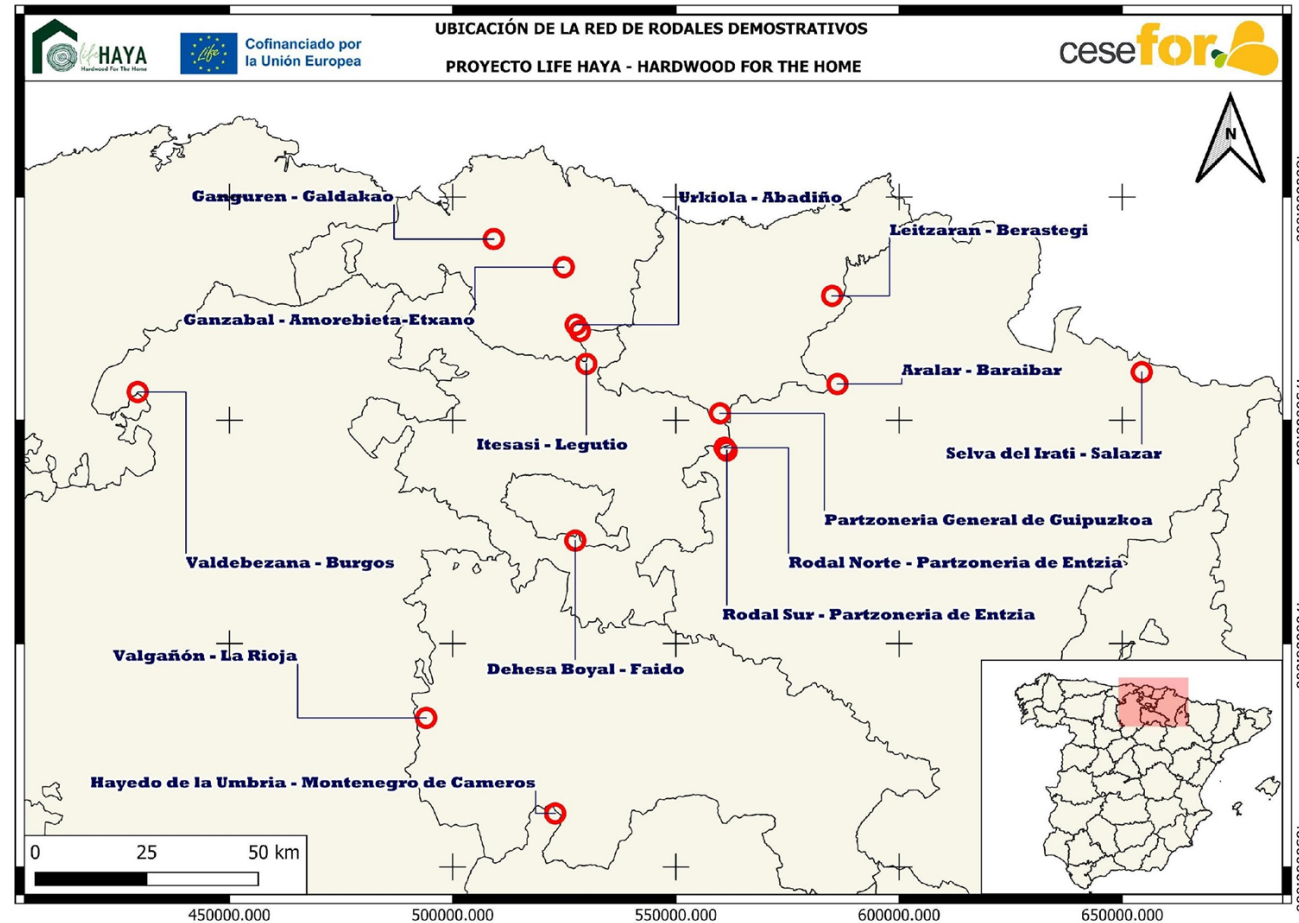 life HAYA
Hardwood For The Home
Life
Cofinanciado por
la Unión Europea
UBICACIÓN DE LA RED DE RODALES DEMOSTRATIVOS
PROYECTO LIFE HAYA - HARDWOOD FOR THE HOME
cesefor
N
Ganguren - Galdakao
Urkiola - Abadiño
Leitzaran - Berastegi
Ganzabal - Amorebieta-Etxano
Aralar - Baraibar
Itesasi - Legutio
Selva del Irati - Salazar
Partzoneria General de Guipuzkoa
Valdebezana - Burgos
Rodal Norte - Partzoneria de Entzia
Rodal Sur - Partzoneria de Entzia
Valgañón - La Rioja
Dehesa Boyal - Faido
Hayedo de la Umbria - Montenegro de Cameros
0 25 50 km
450000.000 500000.000 550000.000 600000.000 650000.000